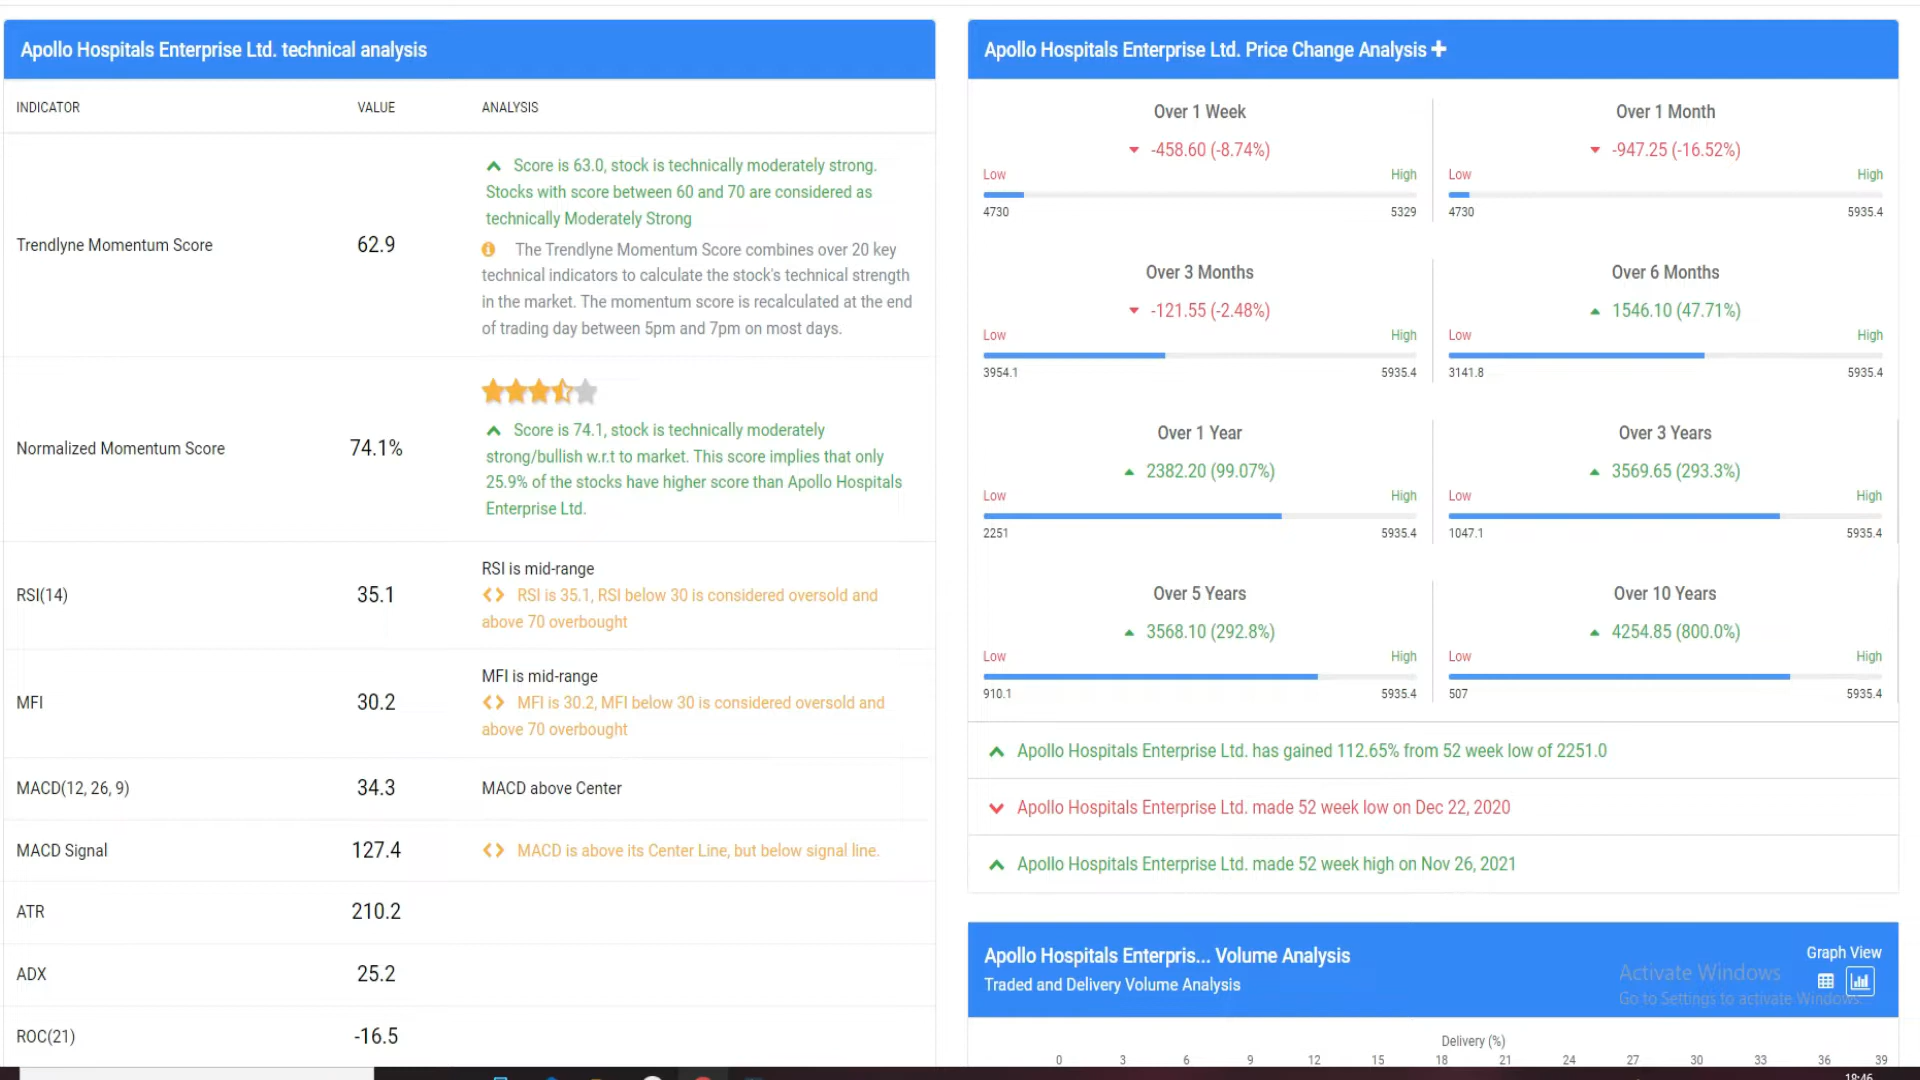 Apollo Hospitals Enterprise Ltd. technical analysis
INDICATOR VALUE ANALYSIS
Trendlyne Momentum Score 62.9
Score is 63.0, stock is technically moderately strong.
Stocks with score between 60 and 70 are considered as
technically Moderately Strong
The Trendlyne Momentum Score combines over 20 key
technical indicators to calculate the stock's technical strength
in the market. The momentum score is recalculated at the end
of trading day between 5pm and 7pm on most days.
Normalized Momentum Score 74.1%
Score is 74.1, stock is technically moderately
strong/bullish w.r.t to market. This score implies that only
25.9% of the stocks have higher score than Apollo Hospitals
Enterprise Ltd.
RSI(14) 35.1
RSI is mid-range
RSI is 35.1, RSI below 30 is considered oversold and
above 70 overbought
MFI 30.2
MFI is mid-range
MFI is 30.2, MFI below 30 is considered oversold and
above 70 overbought
MACD(12, 26, 9) 34.3 MACD above Center
MACD Signal 127.4 MACD is above its Center Line, but below signal line.
ATR 210.2
ADX 25.2
ROC(21) -16.5
Apollo Hospitals Enterprise Ltd. Price Change Analysis
Over 1 Week
-458.60 (-8.74%)
Low High
4730 5329
Over 1 Month
-947.25 (-16.52%)
Low High
4730 5935.4
Over 3 Months
-121.55 (-2.48%)
Low High
3954.1 5935.4
Over 6 Months
1546.10 (47.71%)
Low High
3141.8 5935.4
Over 1 Year
2382.20 (99.07%)
Low High
2251 5935.4
Over 3 Years
3569.65 (293.3%)
Low High
1047.1 5935.4
Over 5 Years
3568.10 (292.8%)
Low High
910.1 5935.4
Over 10 Years
4254.85 (800.0%)
Low High
507 5935.4
Apollo Hospitals Enterprise Ltd. has gained 112.65% from 52 week low of 2251.0
Apollo Hospitals Enterprise Ltd. made 52 week low on Dec 22, 2020
Apollo Hospitals Enterprise Ltd. made 52 week high on Nov 26, 2021
Apollo Hospitals Enterpris... Volume Analysis
Traded and Delivery Volume Analysis
Graph View
Activate Windows
Go to Settings to activate Windows.
Delivery (%)
0 3 6 9 12 15 18 21 24 27 30 33 36 39
18:46